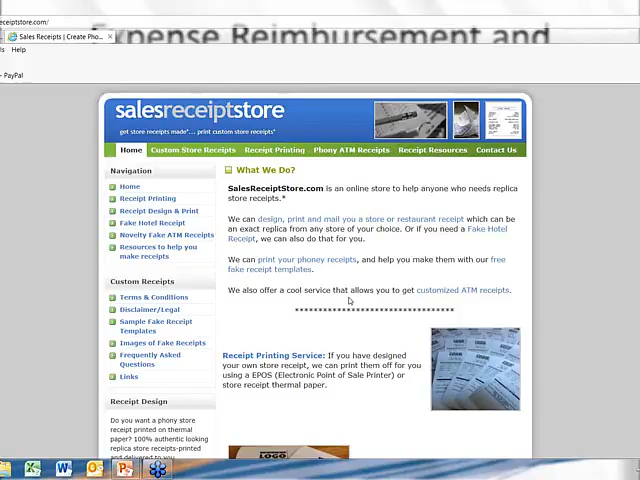 receiptstore.com/
Expense Reimbursement and
Sales Receipts | Create Pho...
ls Help
- PayPal
salesreceiptstore
get store receipts made*... print custom store receipts*
Home Custom Store Receipts Receipt Printing Phony ATM Receipts Receipt Resources Contact Us
Navigation
Home
Receipt Printing
Receipt Design & Print
Fake Hotel Receipt
Novelty Fake ATM Receipts
Resources to help you
make receipts
Custom Receipts
Terms & Conditions
Disclaimer/Legal
Sample Fake Receipt
Templates
Images of Fake Receipts
Frequently Asked
Questions
Links
Receipt Design
Do you want a phony store
receipt printed on thermal
paper? 100% authentic looking
replica store receipts-printed
and delivered to you
What We Do?
SalesReceiptStore.com is an online store to help anyone who needs replica
store receipts.*
We can design, print and mail you a store or restaurant receipt which can be
an exact replica from any store of your choice. Or if you need a Fake Hotel
Receipt, we can also do that for you.
We can print your phoney receipts, and help you make them with our free
fake receipt templates.
We also offer a cool service that allows you to get customized ATM receipts.
**********************************
Receipt Printing Service: If you have designed
your own store receipt, we can print them off for you
using a EPOS (Electronic Point of Sale Printer) or
store receipt thermal paper.
LOGO